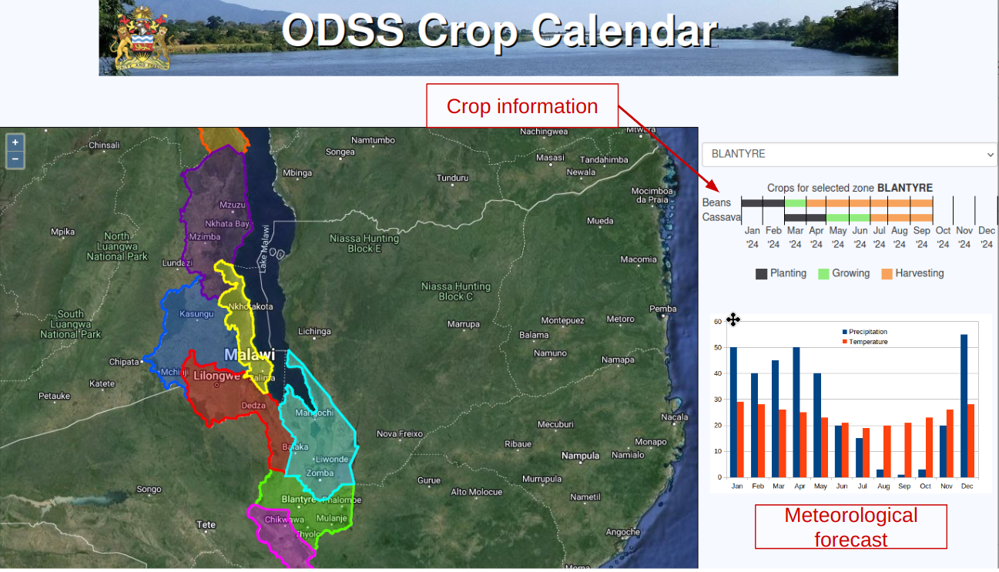 ODSS Crop Calendar
Crop information
+
−
Chinsali
Namtumbo
Songea
Nachingwea
Mtwara
Masasi
Tandahimba
Newala
Mbinga
Tunduru
Mocimboa
da Praia
Mzuzu
Nkhata Bay
Mzimba
Mpika
North
Luangwa
National Park
Lundazi
Lake Malawi
Niassa Hunting
Block E
Mueda
Macomia
Niassa Hunting
Block C
Kasungu
Nkhotakota
South
Luangwa
National Park
Lichinga
Marrupa
Montepuez
Metoro
Pemba
Balama
Namuno
Namapa
Malawi
Chipata
Mchinji
Lilongwe
Salima
Katete
Petauke
Dedza
Mangochi
Nacala
Nova Freixo
Mecuburi
Balaka
Liwonde
Ribaue
Monapo
Nampula
Namialo
Zomba
Gurue
Murrupula
Songo
Alto Molocue
Nametil
Blantyre
Phalombe
Chikwawa
Mulanje
Tete
Thyolo
Angoche
Moma
BLANTYRE
Crops for selected zone BLANTYRE
Beans
Cassava
Jan Feb Mar Apr May Jun Jul Aug Sep Oct Nov Dec
'24 '24 '24 '24 '24 '24 '24 '24 '24 '24 '24 '24
Planting Growing Harvesting
60
Precipitation
Temperature
50
40
30
20
10
0
Jan Feb Mar Apr May Jun Jul Aug Sep Oct Nov Dec
Meteorological
forecast